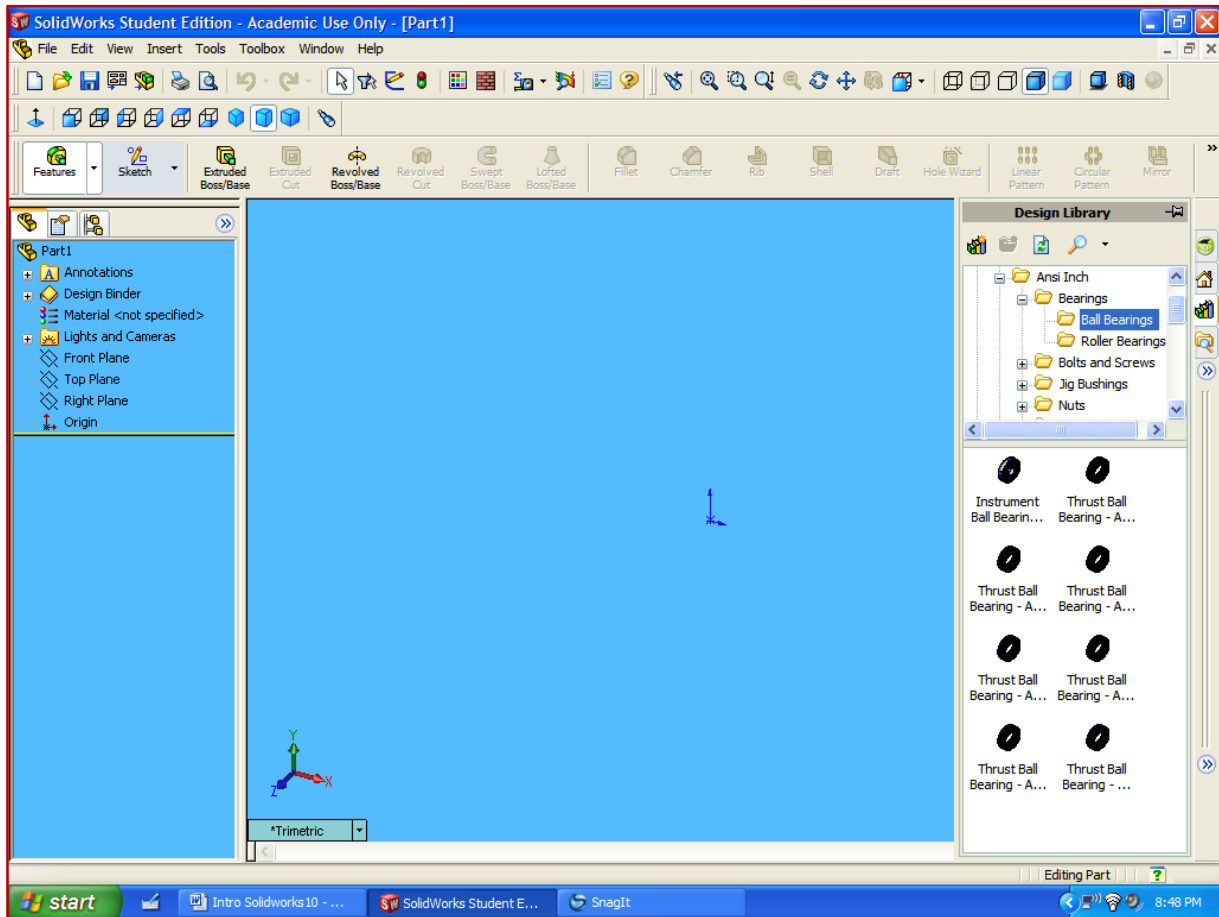 SolidWorks Student Edition - Academic Use Only - [Part1]
File Edit View Insert Tools Toolbox Window Help
Features
Sketch
Extruded Boss/Base
Extruded Cut
Revolved Boss/Base
Revolved Cut
Swept Boss/Base
Lofted Boss/Base
Fillet
Chamfer
Rib
Shell
Draft
Hole Wizard
Linear Pattern
Circular Pattern
Mirror
Part1
Annotations
Design Binder
Material <not specified>
Lights and Cameras
Front Plane
Top Plane
Right Plane
Origin
Y
X
Z
*Trimetric
Design Library
Ansi Inch
Bearings
Ball Bearings
Roller Bearings
Bolts and Screws
Jig Bushings
Nuts
Instrument
Ball Bearin...
Thrust Ball
Bearing - A...
Thrust Ball
Bearing - A...
Thrust Ball
Bearing - A...
Thrust Ball
Bearing - A...
Thrust Ball
Bearing - A...
Thrust Ball
Bearing - A...
Thrust Ball
Bearing - ...
Editing Part
start
Intro Solidworks10 - ...
SolidWorks Student E...
SnagIt
8:48 PM